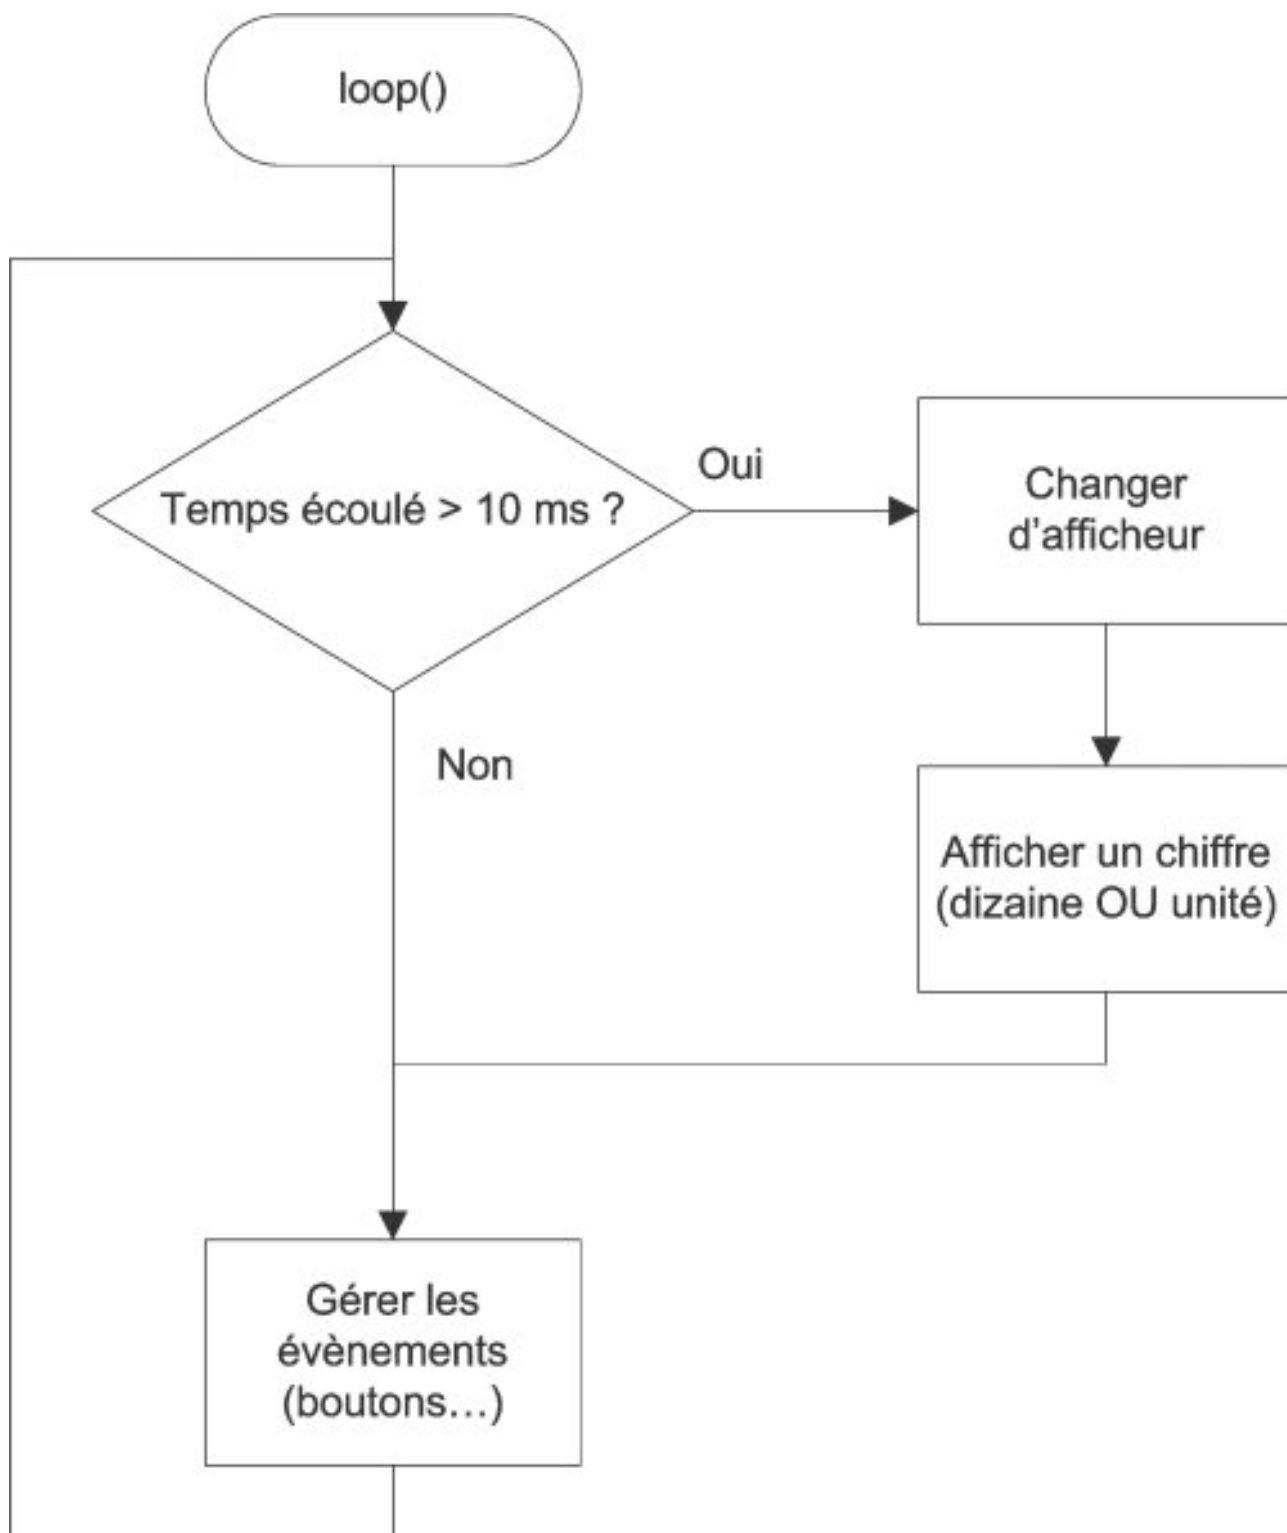 loop()
Temps écoulé > 10 ms ?
Oui
Changer
d’afficheur
Non
Afficher un chiffre
(dizaine OU unité)
Gérer les
évènements
(boutons…)